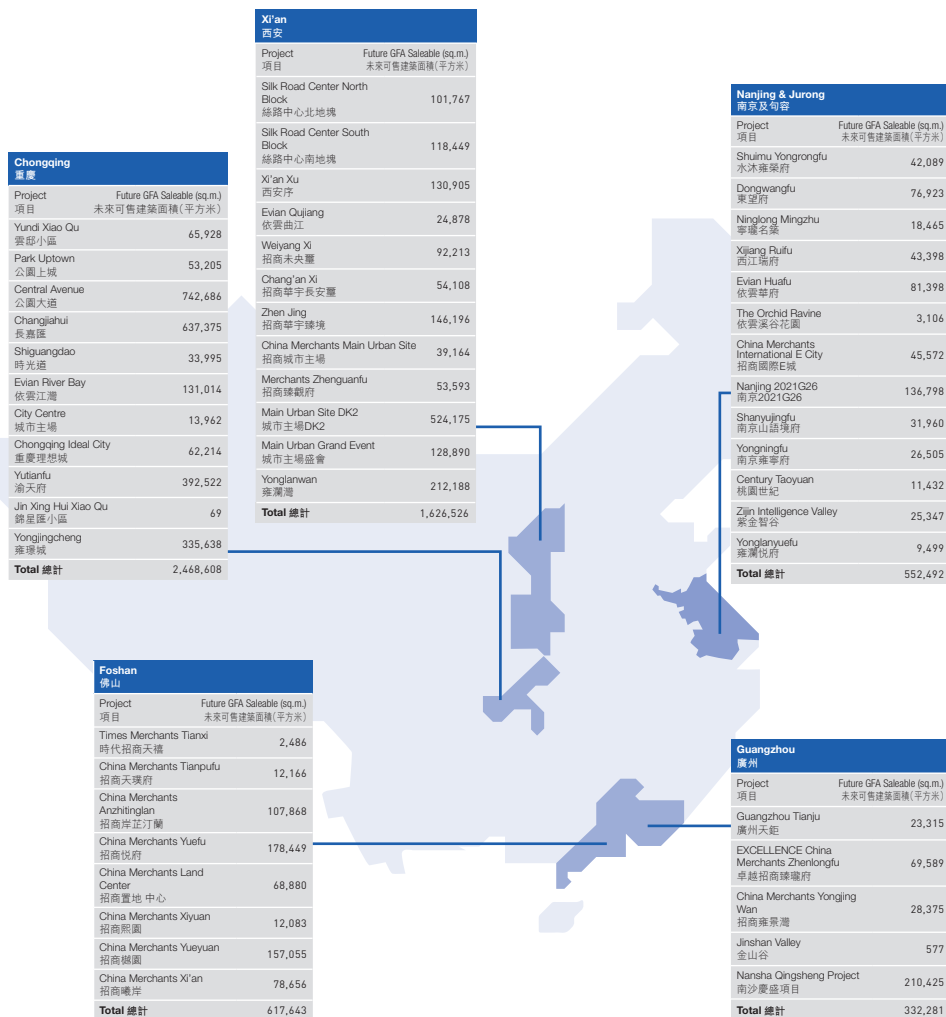 Xi'an
西安
Project Future GFA Saleable (sq.m.)
項目 未來可售建築面積(平方米)
Silk Road Center North
Block
絲路中心北地塊
101,767
Silk Road Center South
Block
絲路中心南地塊
118,449
Xi'an Xu
西安序
130,905
Evian Qujiang
依雲曲江
24,878
Weiyang Xi
招商未央璽
92,213
Chang'an Xi
招商華宇長安璽
54,108
Zhen Jing
招商華宇臻境
146,196
China Merchants Main Urban Site
招商城市主場
39,164
Merchants Zhenguanfu
招商臻觀府
53,593
Main Urban Site DK2
城市主場DK2
524,175
Main Urban Grand Event
城市主場盛會
128,890
Yonglanwan
雍瀾灣
212,188
Total 總計 1,626,526
Nanjing & Jurong
南京及句容
Project Future GFA Saleable (sq.m.)
項目 未來可售建築面積(平方米)
Shuimu Yongrongfu
水沐雍榮府
42,089
Dongwangfu
東望府
76,923
Ninglong Mingzhu
寧瓏名築
18,465
Xijiang Ruifu
西江瑞府
43,398
Evian Huafu
依雲華府
81,398
The Orchid Ravine
依雲溪谷花園
3,106
China Merchants
International E City
招商國際E城
45,572
Nanjing 2021G26
南京2021G26
136,798
Shanyujingfu
南京山語境府
31,960
Yongningfu
南京雍寧府
26,505
Century Taoyuan
桃園世紀
11,432
Zijin Intelligence Valley
紫金智谷
25,347
Yonglanyuefu
雍瀾悅府
9,499
Total 總計 552,492
Chongqing
重慶
Project Future GFA Saleable (sq.m.)
項目 未來可售建築面積(平方米)
Yundi Xiao Qu
雲邸小區
65,928
Park Uptown
公園上城
53,205
Central Avenue
公園大道
742,686
Changjiahui
長嘉匯
637,375
Shiguangdao
時光道
33,995
Evian River Bay
依雲江灣
131,014
City Centre
城市主場
13,962
Chongqing Ideal City
重慶理想城
62,214
Yutianfu
渝天府
392,522
Jin Xing Hui Xiao Qu
錦星匯小區
69
Yongjingcheng
雍璟城
335,638
Total 總計 2,468,608
Foshan
佛山
Project Future GFA Saleable (sq.m.)
項目 未來可售建築面積(平方米)
Times Merchants Tianxi
時代招商天禧
2,486
China Merchants Tianpufu
招商天璞府
12,166
China Merchants
Anzhitinglan
招商岸芷汀蘭
107,868
China Merchants Yuefu
招商悅府
178,449
China Merchants Land
Center
招商置地 中心
68,880
China Merchants Xiyuan
招商熙園
12,083
China Merchants Yueyuan
招商樾園
157,055
China Merchants Xi'an
招商曦岸
78,656
Total 總計 617,643
Guangzhou
廣州
Project Future GFA Saleable (sq.m.)
項目 未來可售建築面積(平方米)
Guangzhou Tianju
廣州天鉅
23,315
EXCELLENCE China
Merchants Zhenlongfu
卓越招商臻瓏府
69,589
China Merchants Yongjing
Wan
招商雍景灣
28,375
Jinshan Valley
金山谷
577
Nansha Qingsheng Project
南沙慶盛項目
210,425
Total 總計 332,281